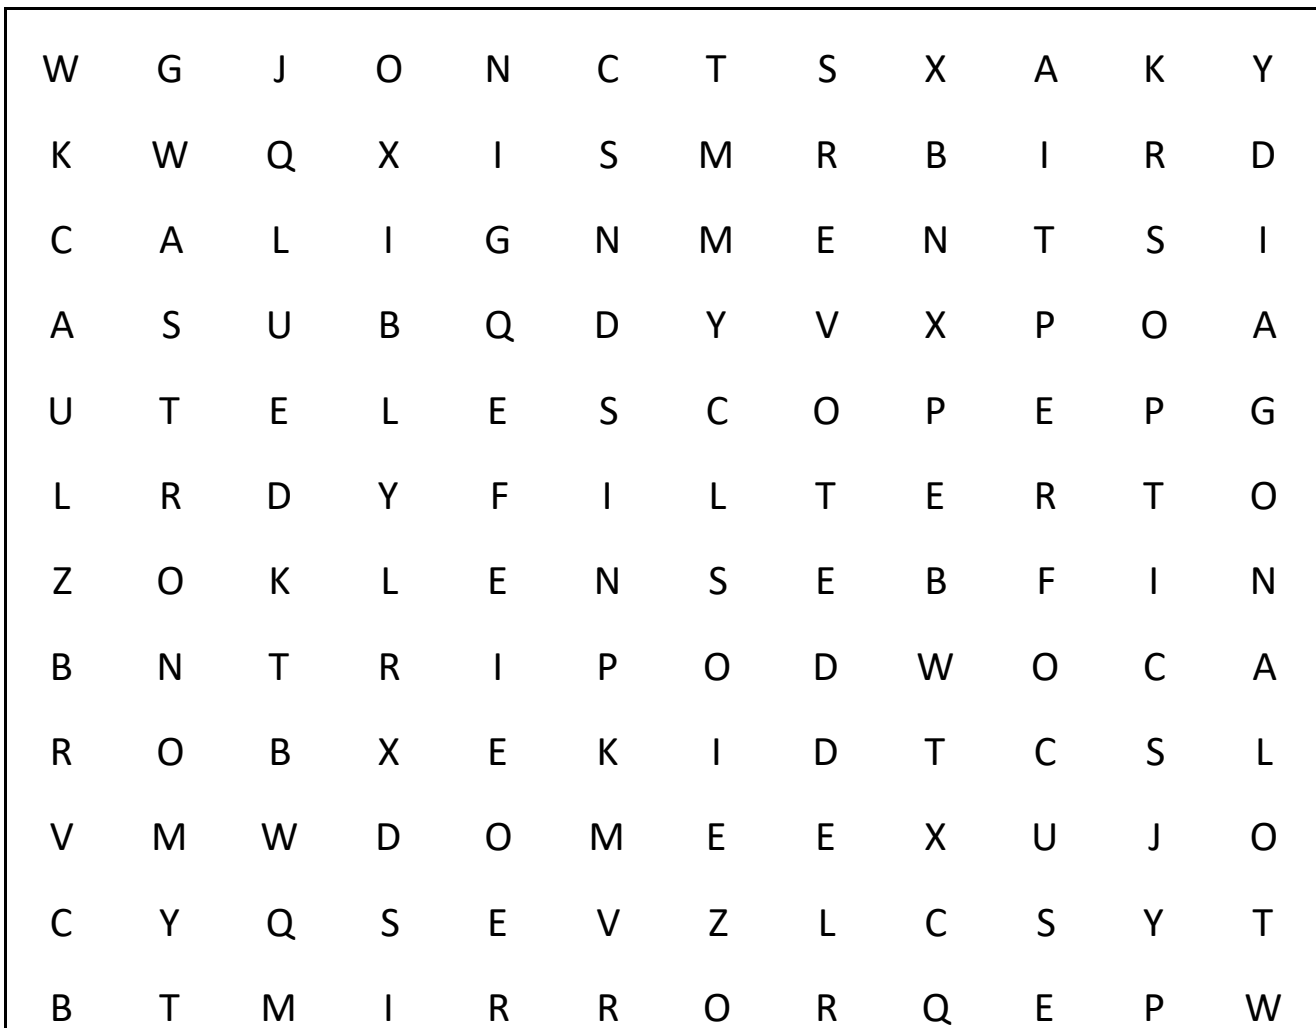 W G J O N C T S X A K Y
K W Q X I S M R B I R D
C A L I G N M E N T S I
A S U B Q D Y V X P O A
U T E L E S C O P E P G
L R D Y F I L T E R T O
Z O K L E N S E B F I N
B N T R I P O D W O C A
R O B X E K I D T C S L
V M W D O M E E X U J O
C Y Q S E V Z L C S Y T
B T M I R R O R Q E P W